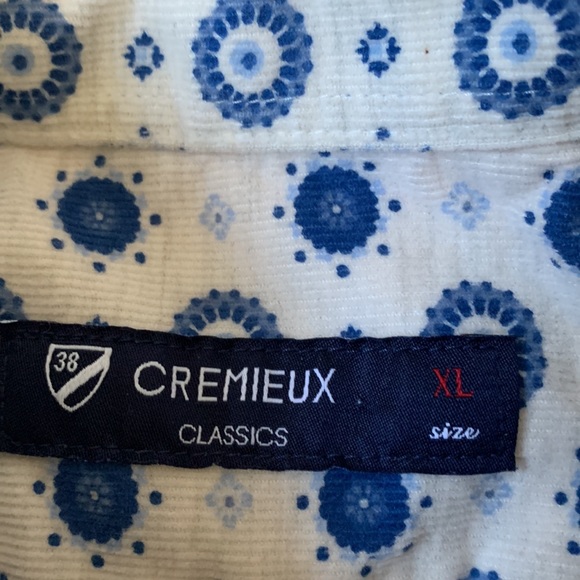 38
CREMIEUX
XL
CLASSICS
size